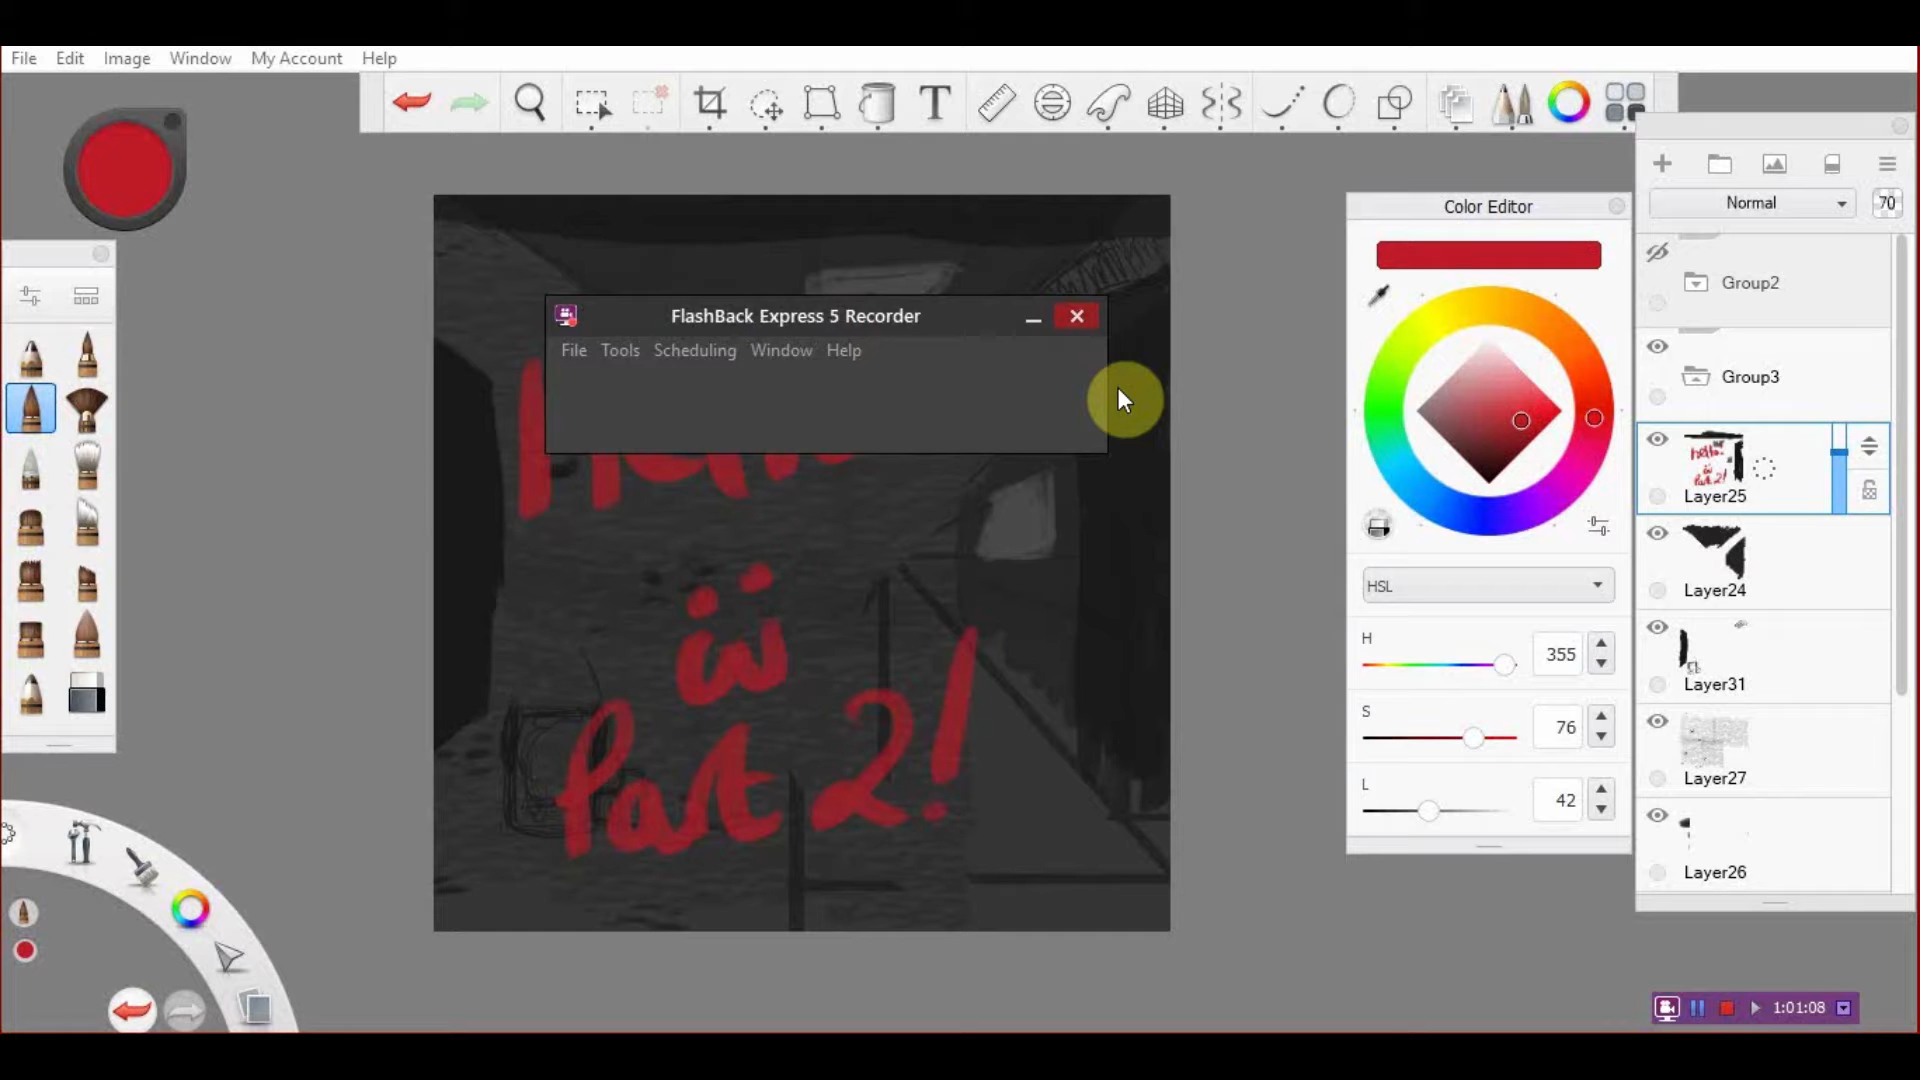 File Edit Image Window My Account Help
T
Normal 70
Color Editor
Group2
FlashBack Express 5 Recorder
File Tools Scheduling Window Help
Group3
Layer25
HSL
Layer24
H 355
Layer31
S 76
Layer27
L 42
Layer26
Part 2!
1:01:08